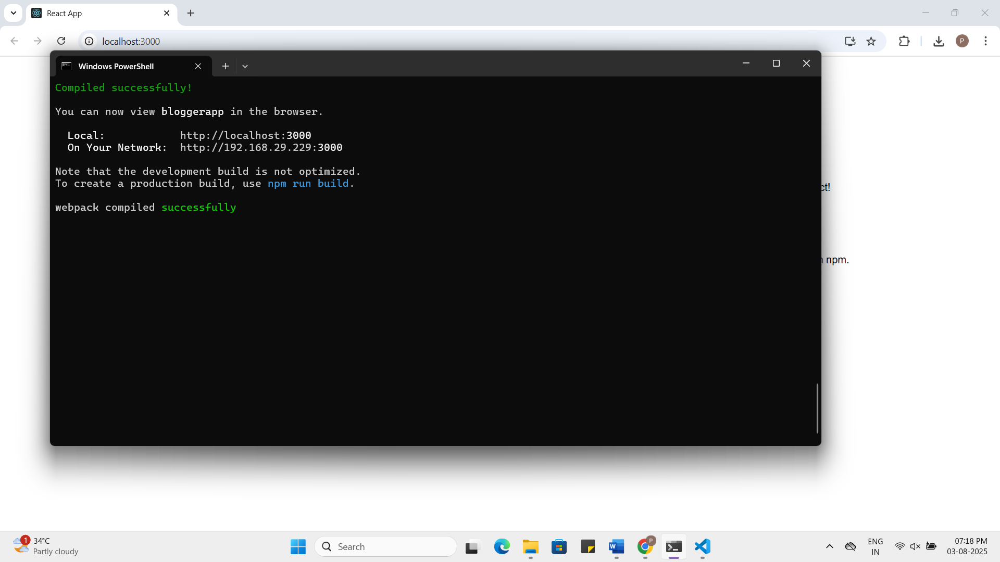 React App
localhost:3000
P
Windows PowerShell
Compiled successfully!
You can now view bloggerapp in the browser.
Local: http://localhost:3000
On Your Network: http://192.168.29.229:3000
Note that the development build is not optimized.
To create a production build, use npm run build.
webpack compiled successfully
ct!
npm.
1
34°C
Partly cloudy
Search
W
P
ENG
IN
07:18 PM
03-08-2025